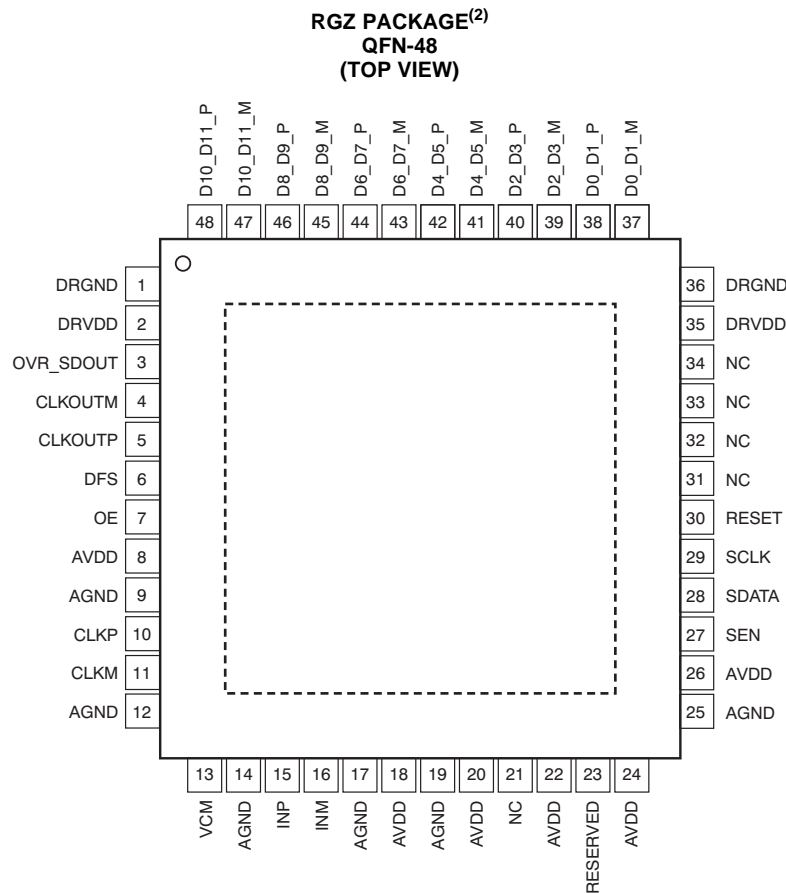 RGZ PACKAGE(2)
QFN-48
(TOP VIEW)
D10_D11_P
D10_D11_M
D8_D9_P
D8_D9_M
D6_D7_P
D6_D7_M
D4_D5_P
D4_D5_M
D2_D3_P
D2_D3_M
D0_D1_P
D0_D1_M
48 47 46 45 44 43 42 41 40 39 38 37
DRGND 1
DRVDD 2
OVR_SDOUT 3
CLKOUTM 4
CLKOUTP 5
DFS 6
OE 7
AVDD 8
AGND 9
CLKP 10
CLKM 11
AGND 12
36 DRGND
35 DRVDD
34 NC
33 NC
32 NC
31 NC
30 RESET
29 SCLK
28 SDATA
27 SEN
26 AVDD
25 AGND
13 14 15 16 17 18 19 20 21 22 23 24
VCM
AGND
INP
INM
AGND
AVDD
AGND
AVDD
NC
AVDD
RESERVED
AVDD